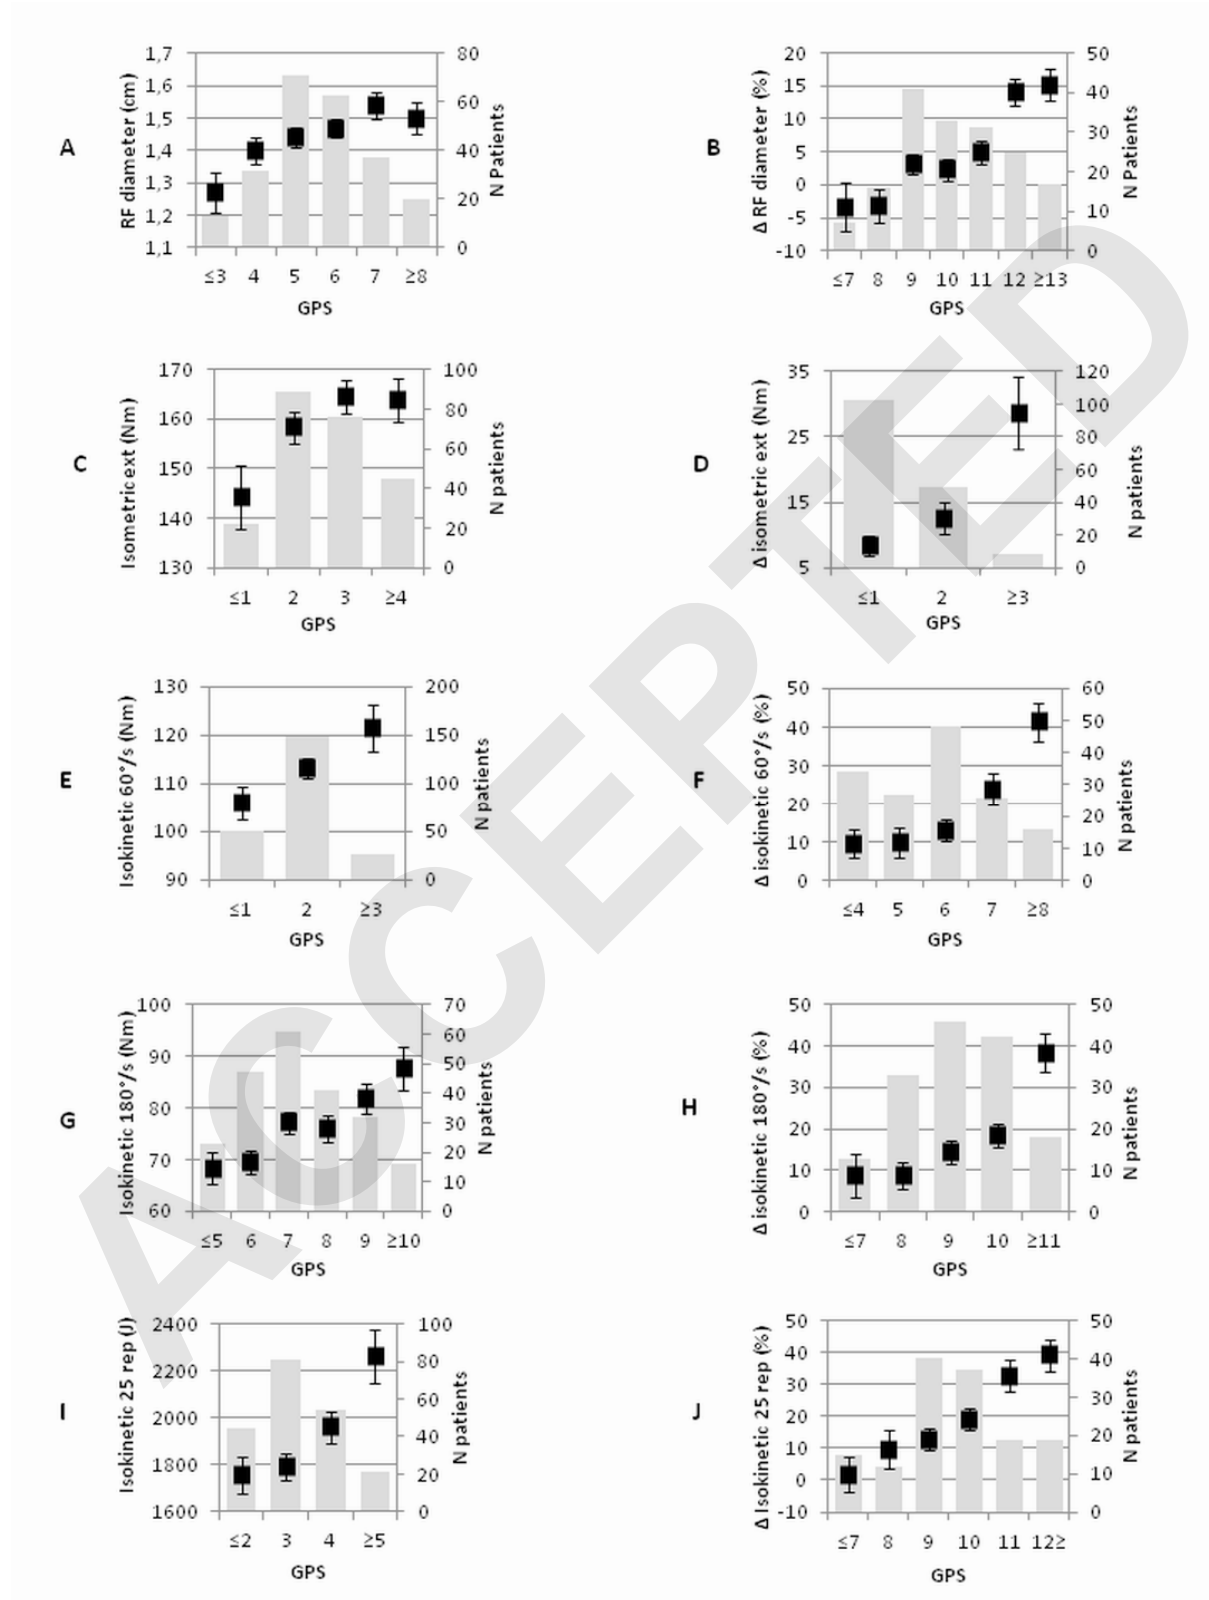 A
RF diameter (cm)
1,7
1,6
1,5
1,4
1,3
1,2
1,1
80
60
40
20
0
N Patients
≤3 4 5 6 7 ≥8
GPS
B
Δ RF diameter (%)
20
15
10
5
0
-5
-10
50
40
30
20
10
0
N Patients
≤7 8 9 10 11 12 ≥13
GPS
C
Isometric ext (Nm)
170
160
150
140
130
100
80
60
40
20
0
N patients
≤1 2 3 ≥4
GPS
D
Δ isometric ext (Nm)
35
25
15
5
120
100
80
60
40
20
0
N patients
≤1 2 ≥3
GPS
E
Isokinetic 60°/s (Nm)
130
120
110
100
90
200
150
100
50
0
N patients
≤1 2 ≥3
GPS
F
Δ isokinetic 60°/s (%)
50
40
30
20
10
0
60
50
40
30
20
10
0
N patients
≤4 5 6 7 ≥8
GPS
G
Isokinetic 180°/s (Nm)
100
90
80
70
60
70
60
50
40
30
20
10
0
N patients
≤5 6 7 8 9 ≥10
GPS
H
Δ isokinetic 180°/s (%)
50
40
30
20
10
0
50
40
30
20
10
0
N patients
≤7 8 9 10 ≥11
GPS
I
Isokinetic 25 rep (J)
2400
2200
2000
1800
1600
100
80
60
40
20
0
N patients
≤2 3 4 ≥5
GPS
J
Δ Isokinetic 25 rep (%)
50
40
30
20
10
0
-10
50
40
30
20
10
0
N patients
≤7 8 9 10 11 12≥
GPS
ACCEPTED